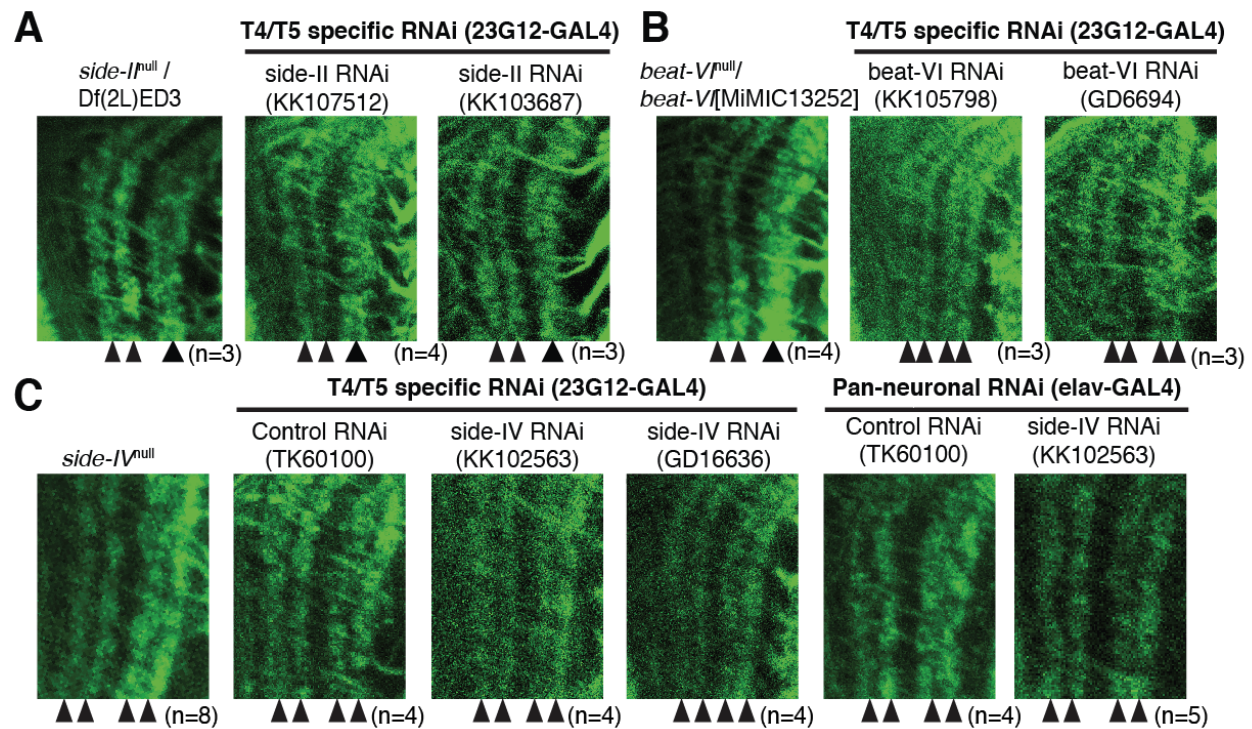 A
T4/T5 specific RNAi (23G12-GAL4)
side-IInull /
Df(2L)ED3
side-II RNAi
(KK107512)
side-II RNAi
(KK103687)
(n=3)
(n=4)
(n=3)
B
T4/T5 specific RNAi (23G12-GAL4)
beat-VInull/
beat-VI[MiMIC13252]
beat-VI RNAi
(KK105798)
beat-VI RNAi
(GD6694)
(n=4)
(n=3)
(n=3)
C
T4/T5 specific RNAi (23G12-GAL4)
Pan-neuronal RNAi (elav-GAL4)
side-IVnull
Control RNAi
(TK60100)
side-IV RNAi
(KK102563)
side-IV RNAi
(GD16636)
Control RNAi
(TK60100)
side-IV RNAi
(KK102563)
(n=8)
(n=4)
(n=4)
(n=4)
(n=4)
(n=5)